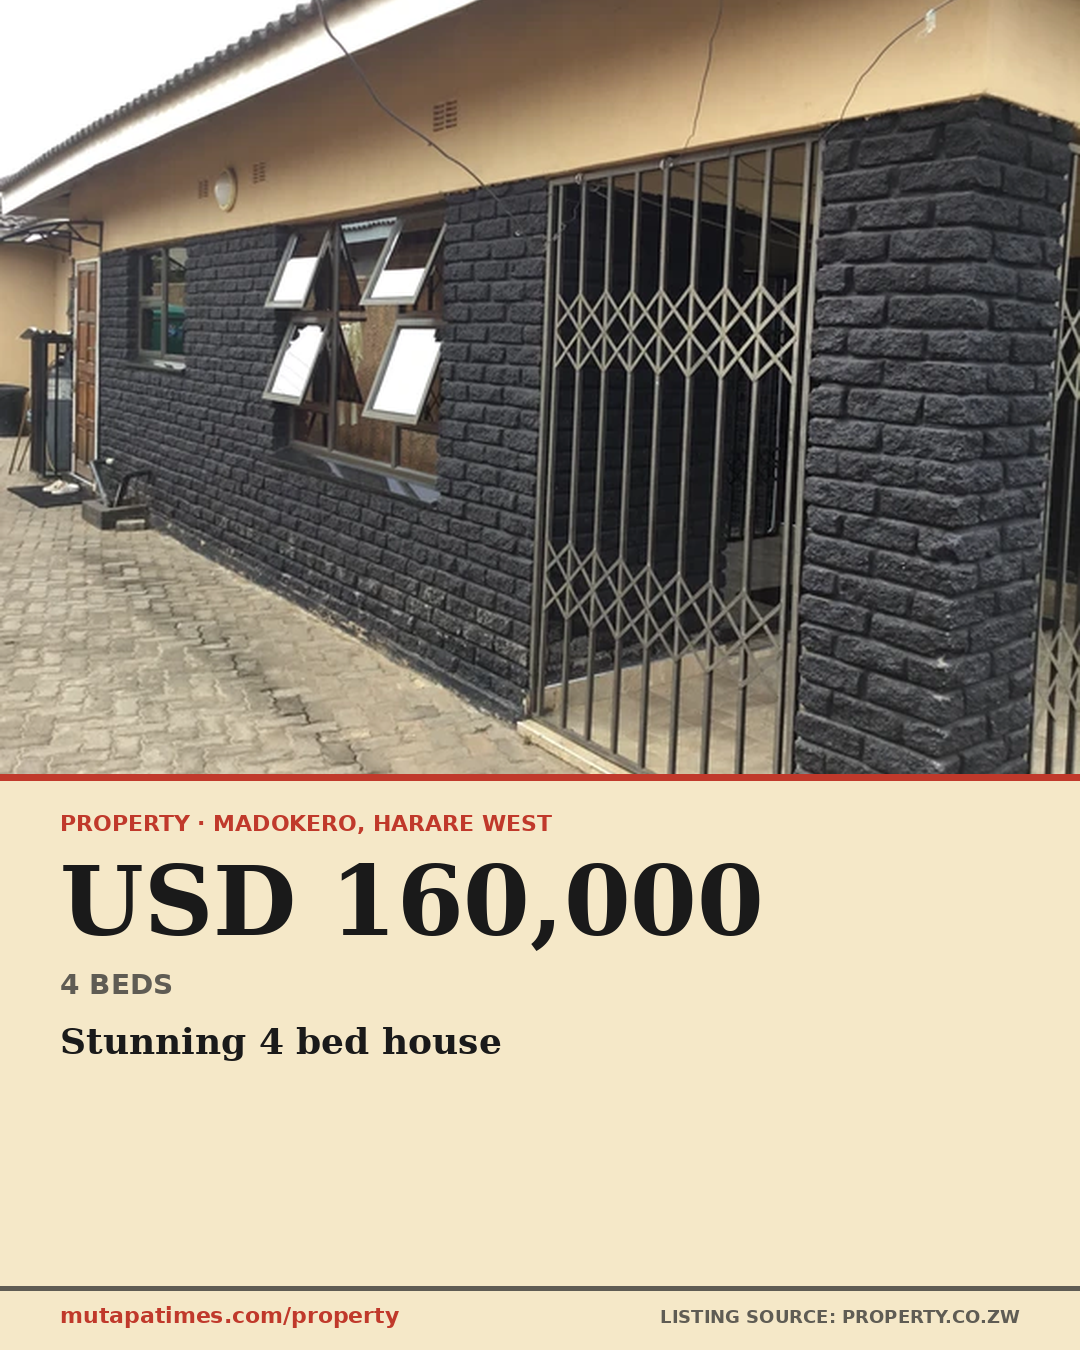 PROPERTY · MADOKERO, HARARE WEST
USD 160,000
4 BEDS
Stunning 4 bed house
mutapatimes.com/property
LISTING SOURCE: PROPERTY.CO.ZW